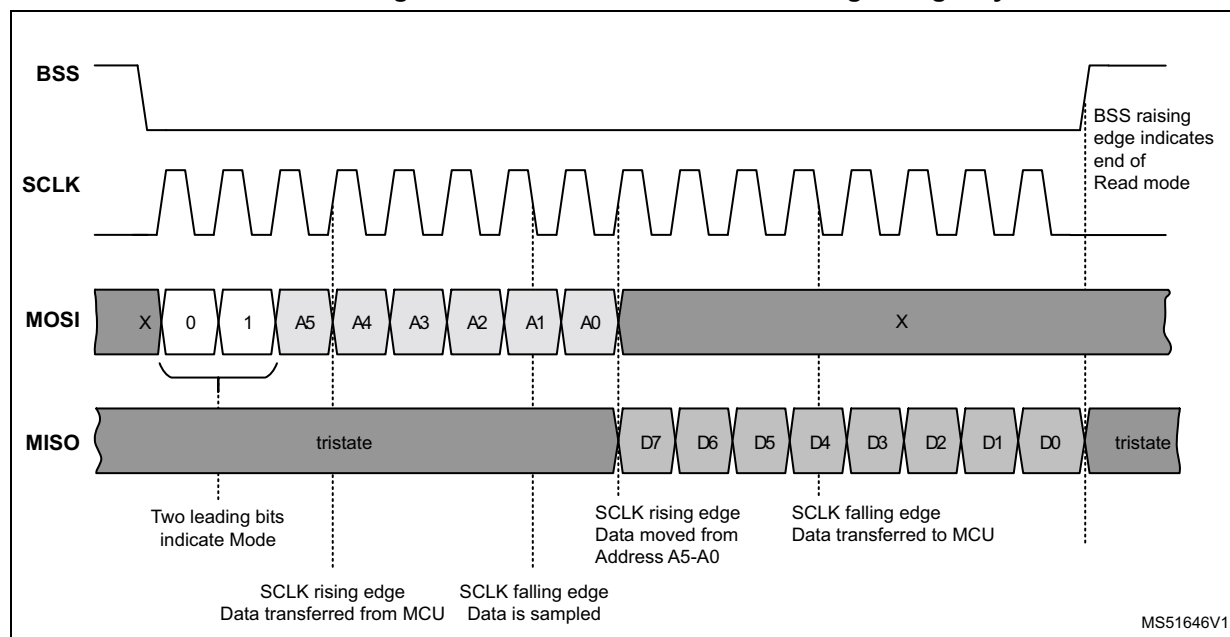 BSS
BSS raising
edge indicates
end of
Read mode
SCLK
MOSI
X
0
1
A5
A4
A3
A2
A1
A0
X
MISO
tristate
D7
D6
D5
D4
D3
D2
D1
D0
tristate
Two leading bits
indicate Mode
SCLK rising edge
Data transferred from MCU
SCLK falling edge
Data is sampled
SCLK rising edge
Data moved from
Address A5-A0
SCLK falling edge
Data transferred to MCU
MS51646V1